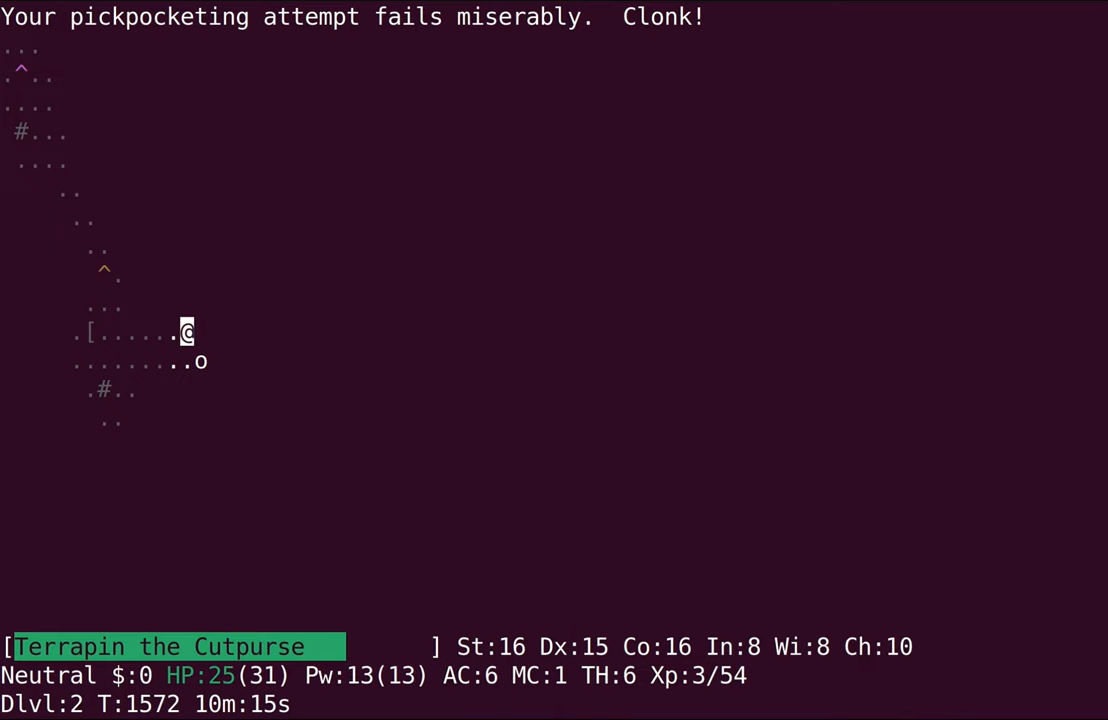 Your pickpocketing attempt fails miserably.  Clonk!
...
.^..
....
 #...
 ....
    ..
     ..
      ..
       ^.
      ...
     .[......@
     .........o
      .#..
       ..
[Terrapin the Cutpurse         ] St:16 Dx:15 Co:16 In:8 Wi:8 Ch:10
Neutral $:0 HP:25(31) Pw:13(13) AC:6 MC:1 TH:6 Xp:3/54
Dlvl:2 T:1572 10m:15s